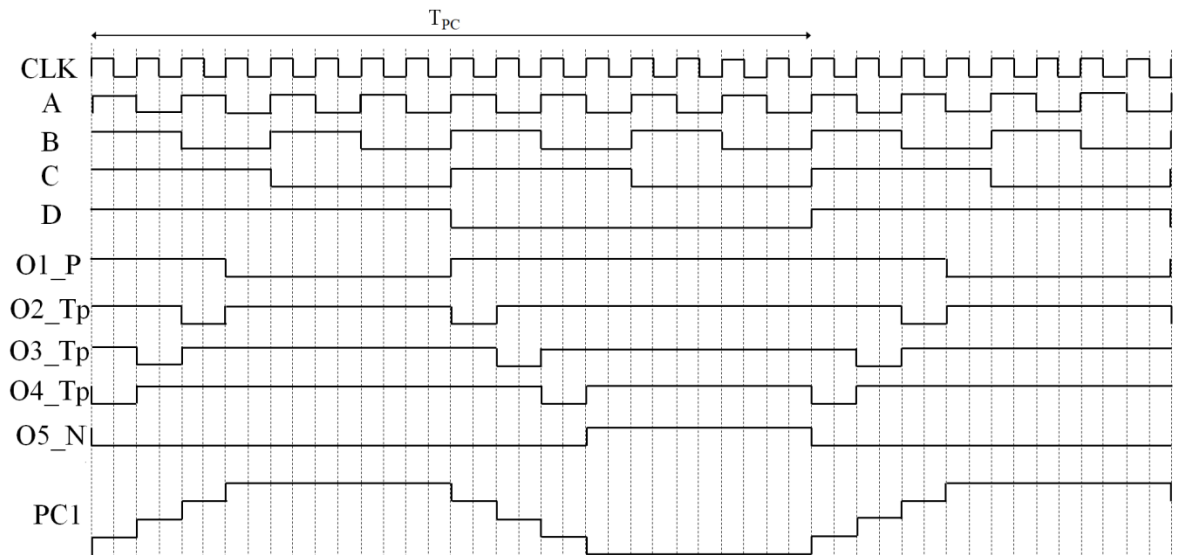 T_PC
CLK
A
B
C
D
O1_P
O2_Tp
O3_Tp
O4_Tp
O5_N
PC1